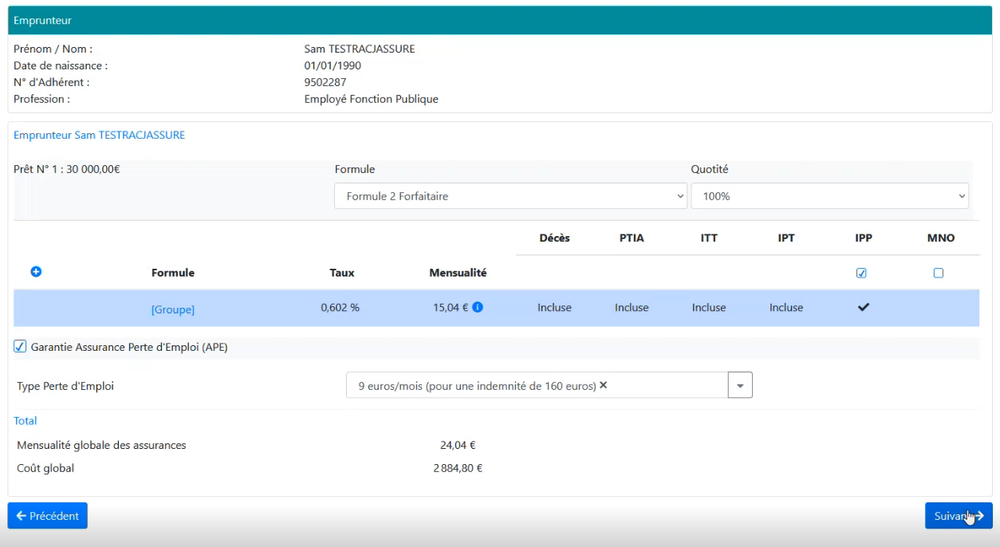 Emprunteur
Prénom / Nom : Sam TESTRACJASSURE
Date de naissance : 01/01/1990
N° d'Adhérent : 9502287
Profession : Employé Fonction Publique
Emprunteur Sam TESTRACJASSURE
Prêt N° 1 : 30 000,00€ Formule Quotité
Formule 2 Forfaitaire 100%
Décès PTIA ITT IPT IPP MNO
Formule Taux Mensualité
[Groupe] 0,602 % 15,04 € Incluse Incluse Incluse Incluse
Garantie Assurance Perte d'Emploi (APE)
Type Perte d'Emploi 9 euros/mois (pour une indemnité de 160 euros)
Total
Mensualité globale des assurances 24,04 €
Coût global 2 884,80 €
Précédent Suivant